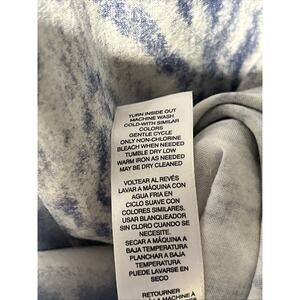 TURN INSIDE OUT
MACHINE WASH
COLD-WITH SIMILAR
COLORS
GENTLE CYCLE
ONLY NON-CHLORINE
BLEACH WHEN NEEDED
TUMBLE DRY LOW
WARM IRON AS NEEDED
MAY BE DRY CLEANED
VOLTEAR AL REVÉS
LAVAR A MÁQUINA CON
AGUA FRIA EN
CICLO SUAVE CON
COLORES SIMILARES.
USAR BLANQUEADOR
SIN CLORO CUANDO SE
NECESITE.
SECAR A MÁQUINA A
BAJA TEMPERATURA
PLANCHAR A BAJA
TEMPERATURA
PUEDE LAVARSE EN
SECO
RETOURNER